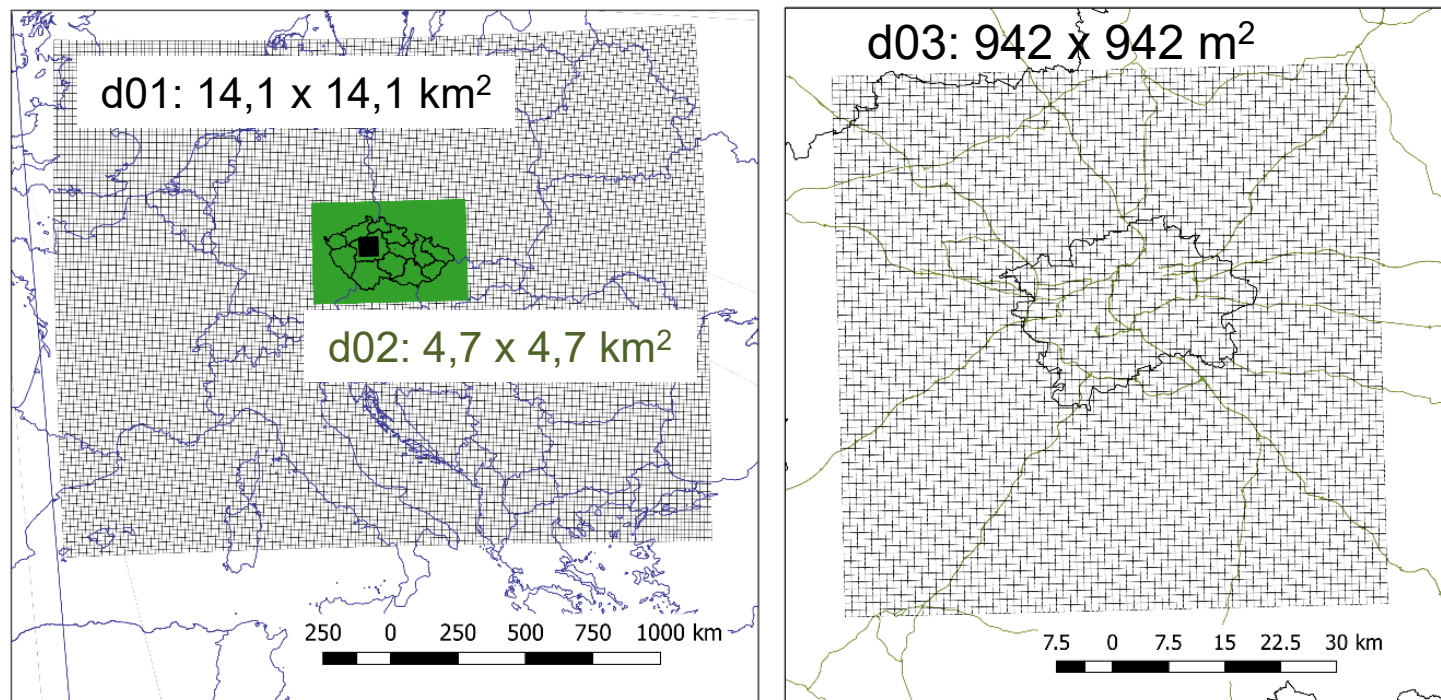 d01: 14,1 x 14,1 km²
d02: 4,7 x 4,7 km²
250 0 250 500 750 1000 km
d03: 942 x 942 m²
7.5 0 7.5 15 22.5 30 km